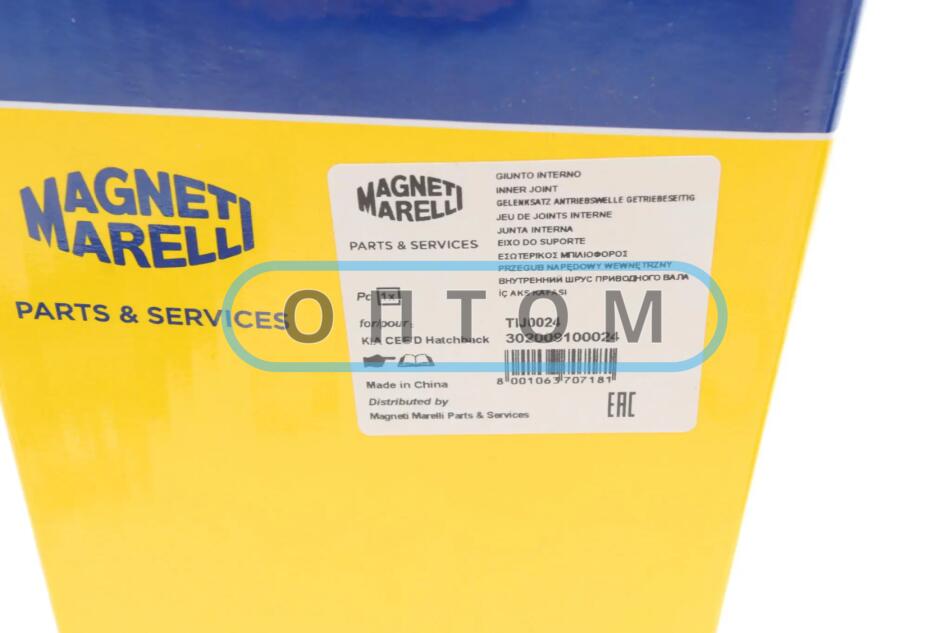 MAGNETI
MARELLI
PARTS & SERVICES
MAGNETI
MARELLI
PARTS & SERVICES
GIUNTO INTERNO
INNER JOINT
GELENKSATZ ANTRIEBSWELLE GETRIEBESEITIG
JEU DE JOINTS INTERNE
JUNTA INTERNA
EIXO DO SUPORTE
ΕΣΩΤΕΡΙΚΟΣ ΜΠΙΛΙΟΦΟΡΟΣ
PRZEGUB NAPĘDOWY WEWNĘTRZNY
ВНУТРЕННИЙ ШРУС ПРИВОДНОГО ВАЛА
İÇ AKS KAFASI
Pc 1x
for/pour:
KIA CEE'D Hatchback
TIJ0024
302009100024
8 001063 707181
Made in China
Distributed by
Magneti Marelli Parts & Services
EAC
ОПТОМ